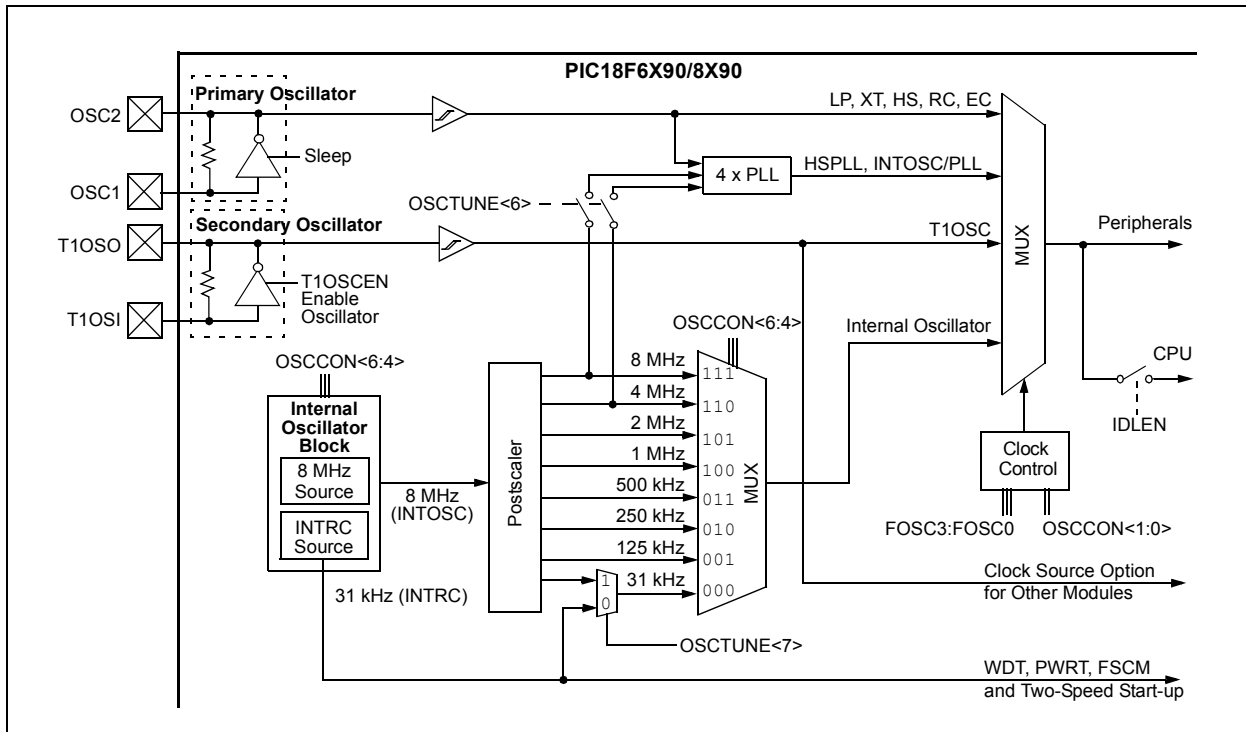 PIC18F6X90/8X90
Primary Oscillator
OSC2
OSC1
Sleep
LP, XT, HS, RC, EC
4 x PLL
HSPLL, INTOSC/PLL
OSCTUNE<6>
Secondary Oscillator
T1OSO
T1OSI
T1OSCEN
Enable
Oscillator
T1OSC
MUX
Peripherals
Internal Oscillator
CPU
IDLEN
Clock
Control
FOSC3:FOSC0
OSCCON<1:0>
OSCCON<6:4>
Internal
Oscillator
Block
8 MHz
Source
INTRC
Source
8 MHz
(INTOSC)
31 kHz (INTRC)
Postscaler
OSCCON<6:4>
8 MHz
111
4 MHz
110
2 MHz
101
1 MHz
100
500 kHz
011
250 kHz
010
125 kHz
001
1
0
31 kHz
000
MUX
OSCTUNE<7>
Clock Source Option
for Other Modules
WDT, PWRT, FSCM
and Two-Speed Start-up